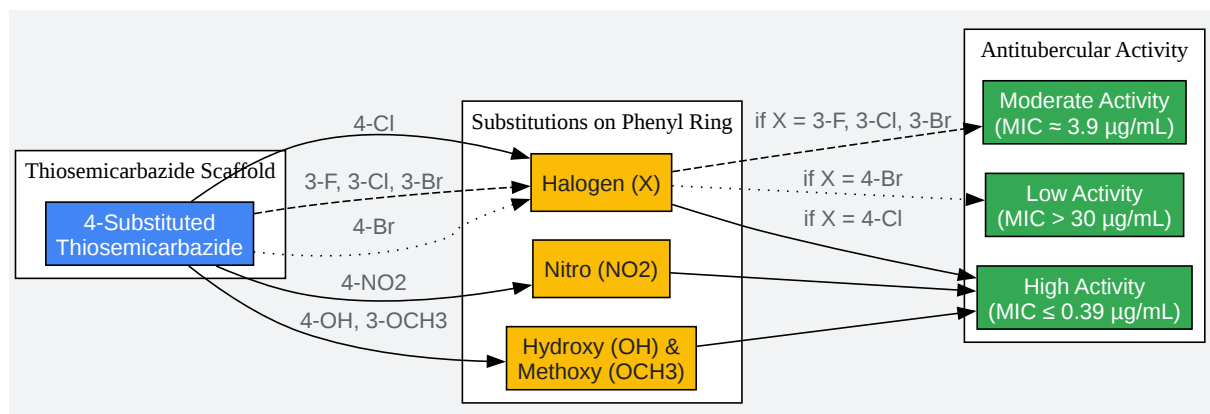 Thiosemicarbazide Scaffold
4-Substituted
Thiosemicarbazide
4-Cl
3-F, 3-Cl, 3-Br
4-Br
4-NO2
4-OH, 3-OCH3
Substitutions on Phenyl Ring
Halogen (X)
Nitro (NO2)
Hydroxy (OH) &
Methoxy (OCH3)
if X = 3-F, 3-Cl, 3-Br
if X = 4-Br
if X = 4-Cl
Antitubercular Activity
Moderate Activity
(MIC ≈ 3.9 µg/mL)
Low Activity
(MIC > 30 µg/mL)
High Activity
(MIC ≤ 0.39 µg/mL)